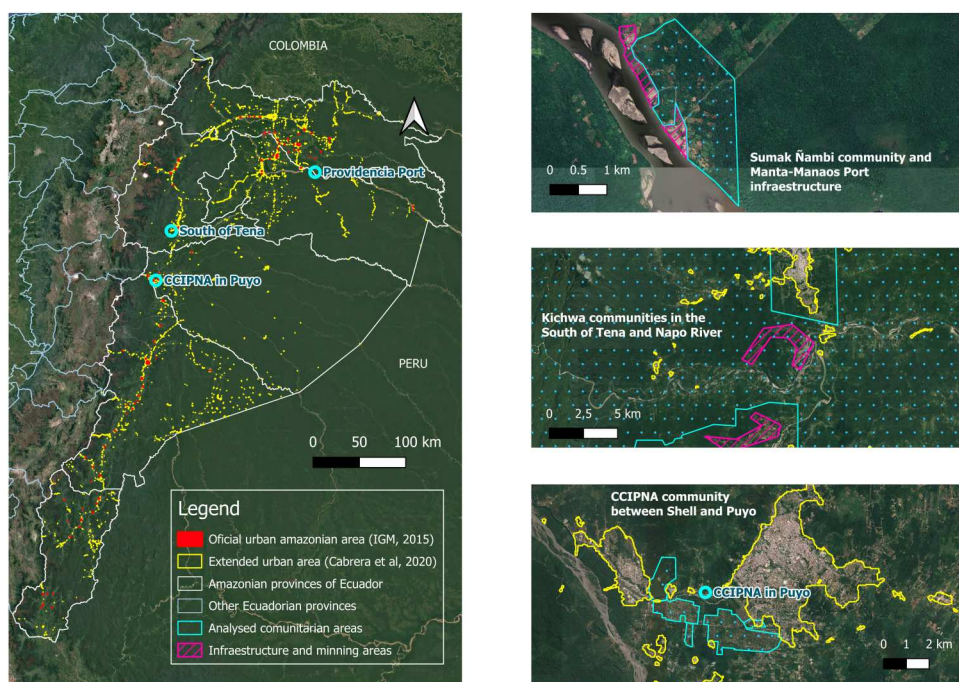 COLOMBIA
Providencia Port
South of Tena
CCIPNA in Puyo
PERU
0 50 100 km
Legend
Oficial urban amazonian area (IGM, 2015)
Extended urban area (Cabrera et al, 2020)
Amazonian provinces of Ecuador
Other Ecuadorian provinces
Analysed comunitarian areas
Infraestructure and minning areas
Sumak Ñambi community and
Manta-Manaos Port
infraestructure
0 0.5 1 km
Kichwa communities in the
South of Tena and Napo River
0 2,5 5 km
CCIPNA community
between Shell and Puyo
CCIPNA in Puyo
0 1 2 km